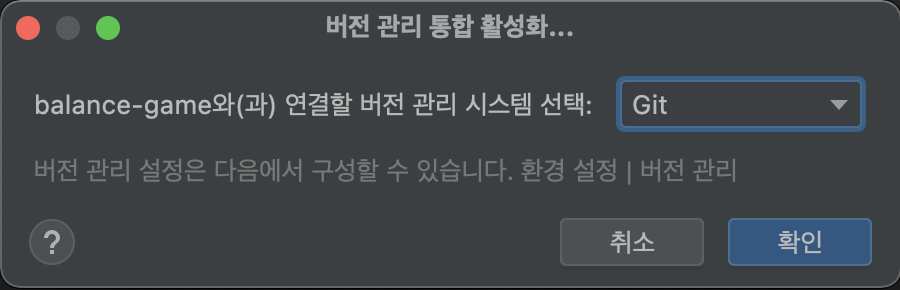 버전 관리 통합 활성화...
balance-game와(과) 연결할 버전 관리 시스템 선택: Git
버전 관리 설정은 다음에서 구성할 수 있습니다. 환경 설정 | 버전 관리
? 취소 확인